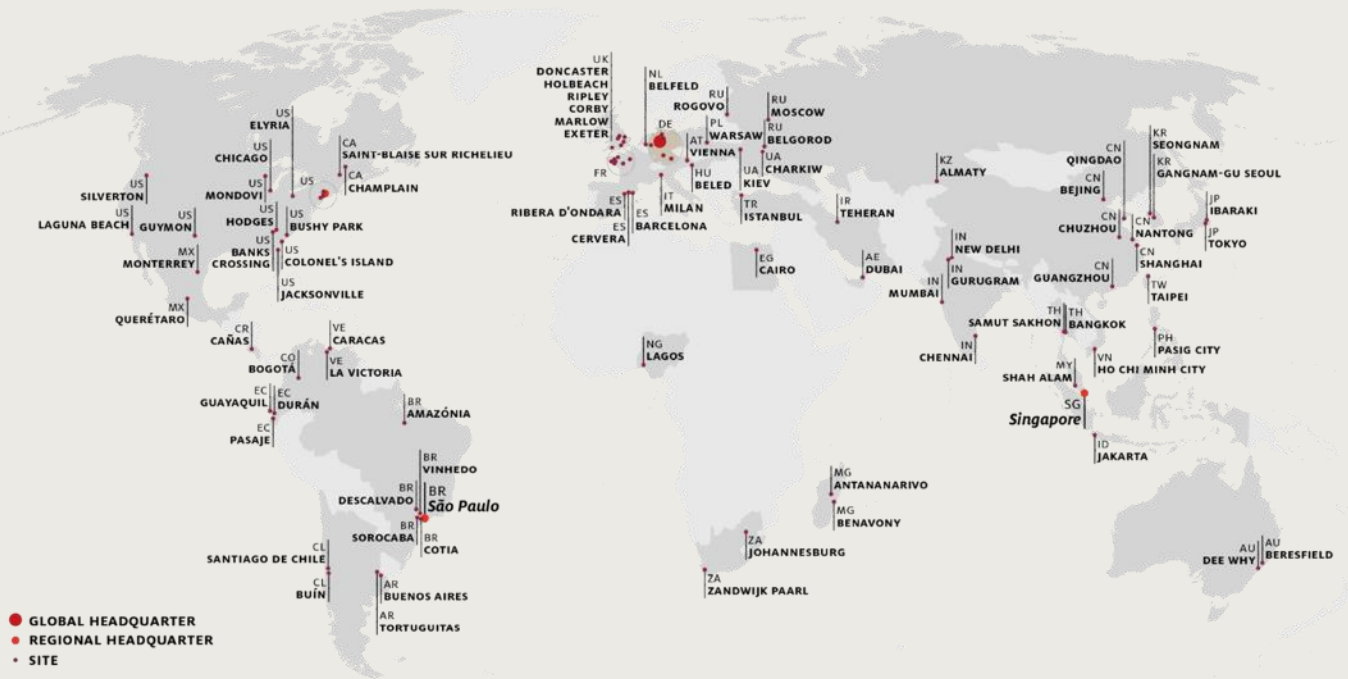 UK
DONCASTER
HOLBEACH
RIPLEY
CORBY
MARLOW
EXETER
NL
BELFELD
RU
ROGOVO
RU
MOSCOW
DE
PL
WARSAW
RU
BELGOROD
AT
VIENNA
UA
CHARKIW
UA
KIEV
HU
BELED
FR
IT
MILAN
TR
ISTANBUL
ES
RIBERA D'ONDARA
ES
BARCELONA
ES
CERVERA
US
ELYRIA
US
CHICAGO
CA
SAINT-BLAISE SUR RICHELIEU
CA
CHAMPLAIN
US
US
MONDOVI
US
SILVERTON
US
LAGUNA BEACH
US
GUYMON
US
HODGES
US
BUSHY PARK
US
BANKS
CROSSING
US
COLONEL'S ISLAND
US
JACKSONVILLE
MX
MONTERREY
MX
QUERÉTARO
CR
CAÑAS
VE
CARACAS
CO
BOGOTÁ
VE
LA VICTORIA
EC
GUAYAQUIL
EC
DURÁN
EC
PASAJE
BR
AMAZÓNIA
BR
VINHEDO
BR
DESCALVADO
BR
São Paulo
BR
SOROCABA
BR
COTIA
CL
SANTIAGO DE CHILE
CL
BUÍN
AR
BUENOS AIRES
AR
TORTUGUITAS
EG
CAIRO
NG
LAGOS
IR
TEHERAN
AE
DUBAI
KZ
ALMATY
IN
NEW DELHI
IN
GURUGRAM
IN
MUMBAI
IN
CHENNAI
KR
SEONGNAM
KR
GANGNAM-GU SEOUL
CN
QINGDAO
CN
BEJING
JP
IBARAKI
JP
TOKYO
CN
CHUZHOU
CN
NANTONG
CN
SHANGHAI
CN
GUANGZHOU
TW
TAIPEI
TH
SAMUT SAKHON
TH
BANGKOK
PH
PASIG CITY
VN
HO CHI MINH CITY
MY
SHAH ALAM
SG
Singapore
ID
JAKARTA
MG
ANTANANARIVO
MG
BENAVONY
ZA
JOHANNESBURG
ZA
ZANDWIJK PAARL
AU
DEE WHY
AU
BERESFIELD
GLOBAL HEADQUARTER
REGIONAL HEADQUARTER
SITE